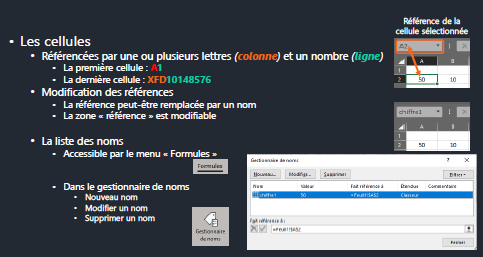 Référence de la
cellule sélectionnée
A2
A
B
1
2
50
10
• Les cellules
• Référencées par une ou plusieurs lettres (colonne) et un nombre (ligne)
• La première cellule : A1
• La dernière cellule : XFD10148576
• Modification des références
• La référence peut-être remplacée par un nom
• La zone « référence » est modifiable
chiffre1
A
B
1
2
50
10
• La liste des noms
• Accessible par le menu « Formules »
Formules
• Dans le gestionnaire de noms
• Nouveau nom
• Modifier un nom
• Supprimer un nom
Gestionnaire
de noms
Gestionnaire de noms
? ×
Nouveau... Modifier... Supprimer Filtrer
Nom Valeur Fait référence à Étendue Commentaire
chiffre1 50 =Feuil1!$A$2 Classeur
Fait référence à :
=Feuil1!$A$2
Fermer